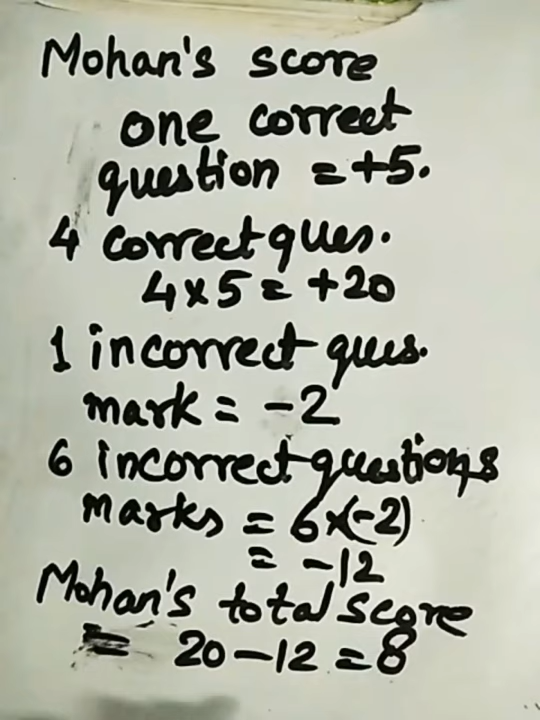 Mohan's score
one correct
question = +5.
4 correct ques.
4 x 5 = +20
1 incorrect ques.
mark = -2
6 incorrect questions
marks = 6 x (-2)
= -12
Mohan's total score
= 20 - 12 = 8